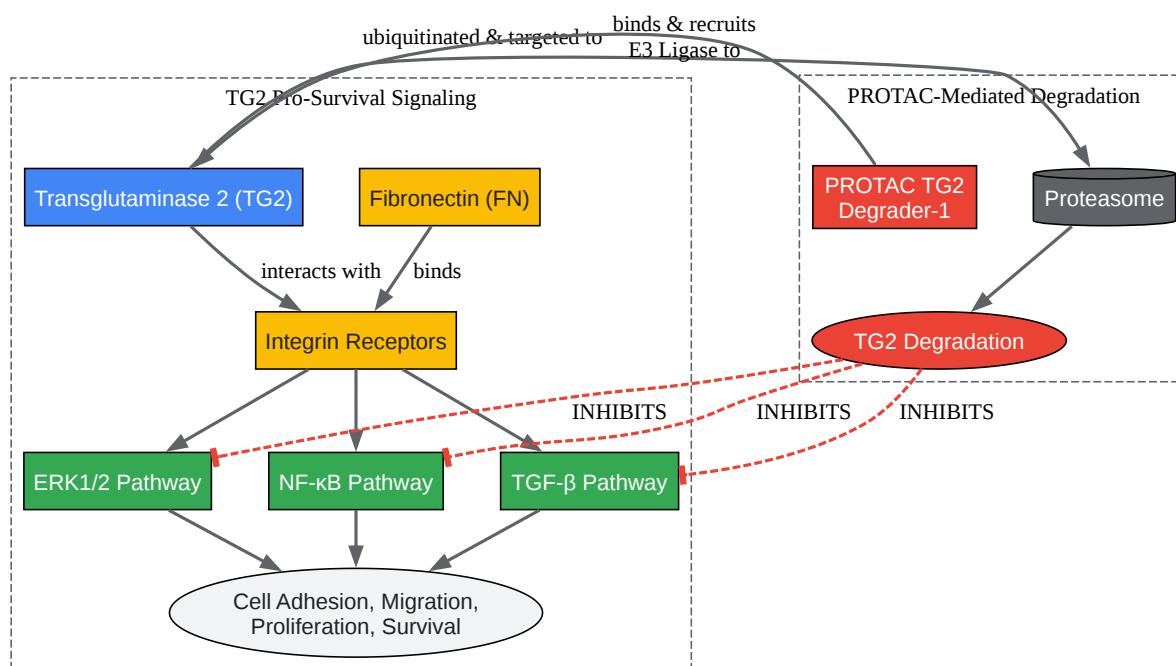 binds & recruits
ubiquitinated & targeted to
E3 Ligase to
TG2 Pro-Survival Signaling
PROTAC-Mediated Degradation
Transglutaminase 2 (TG2)
Fibronectin (FN)
PROTAC TG2
Degrader-1
Proteasome
interacts with
binds
Integrin Receptors
TG2 Degradation
INHIBITS
INHIBITS
INHIBITS
ERK1/2 Pathway
NF-κB Pathway
TGF-β Pathway
Cell Adhesion, Migration,
Proliferation, Survival